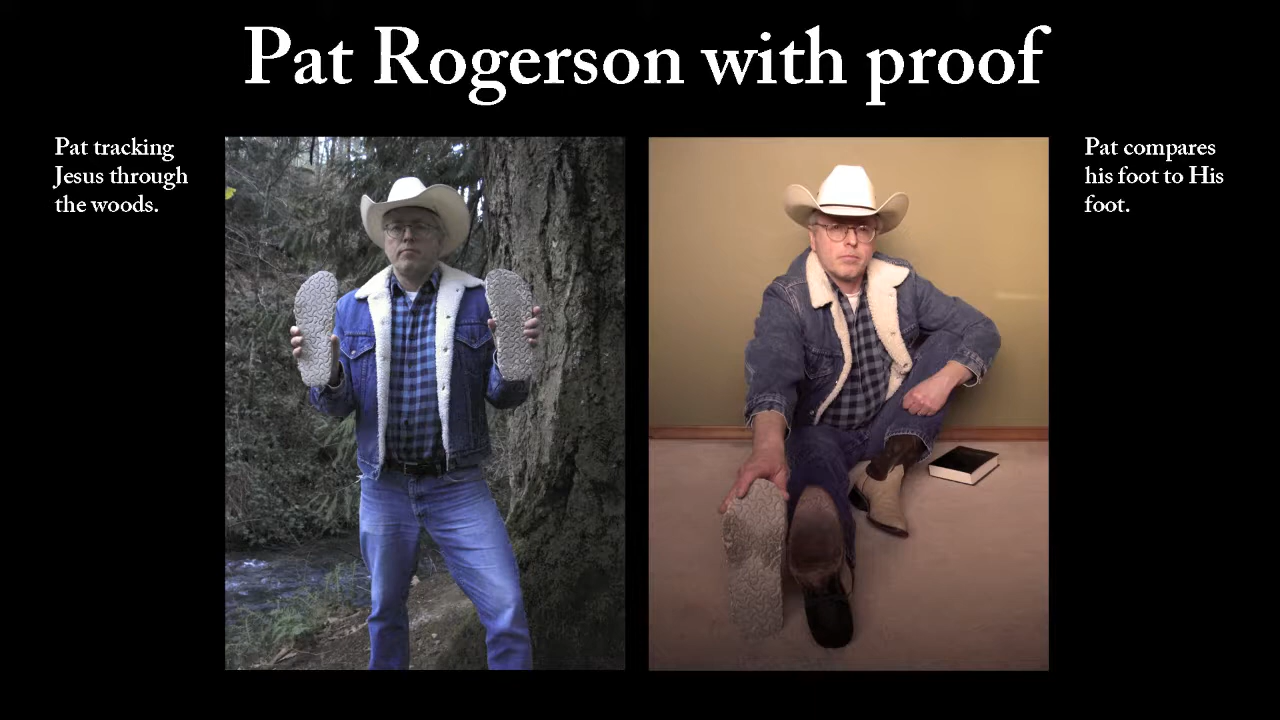 Pat Rogerson with proof
Pat tracking
Jesus through
the woods.
Pat compares
his foot to His
foot.